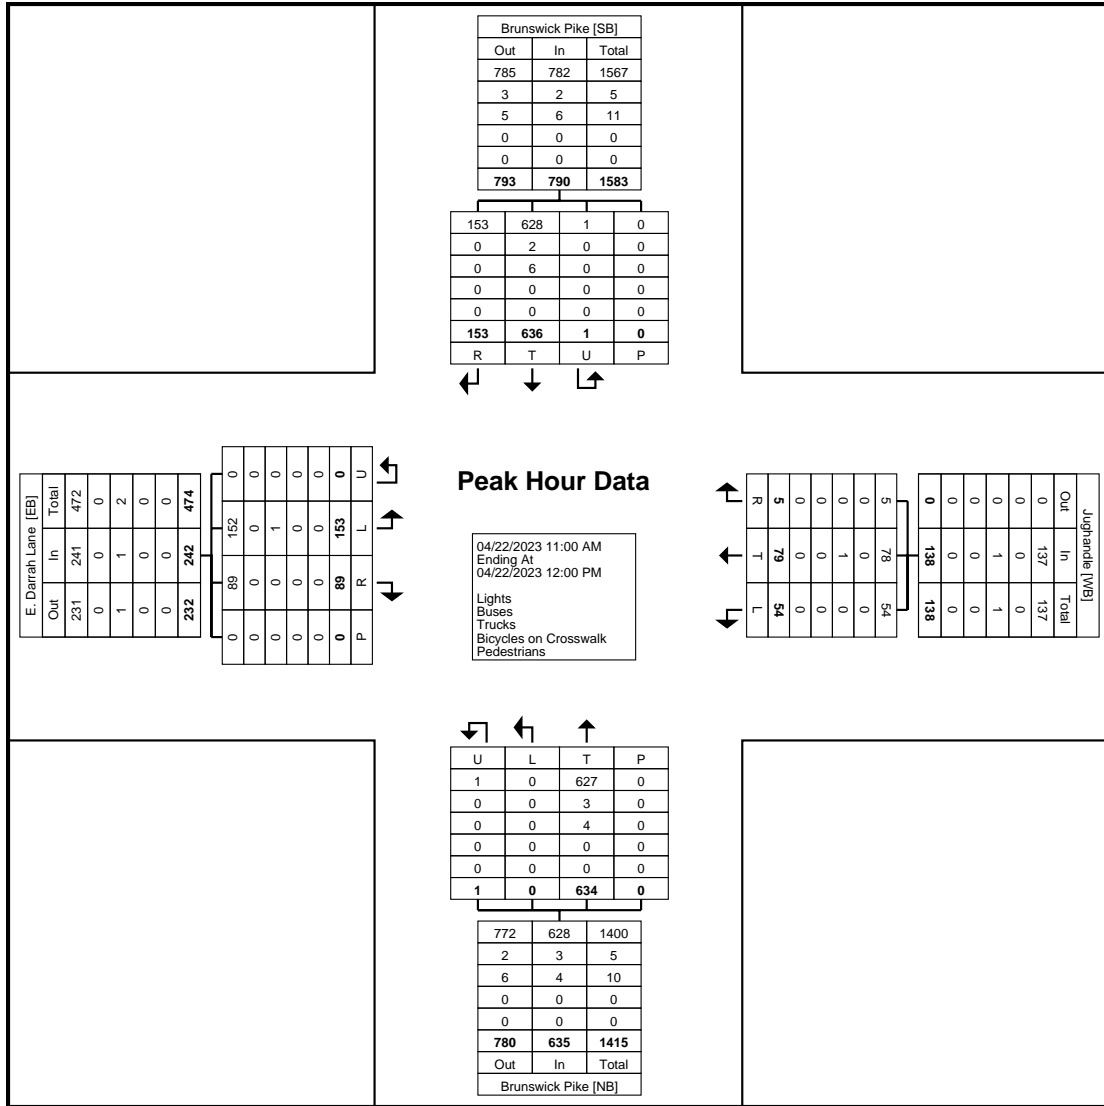 Brunswick Pike [SB]
Out In Total
785 782 1567
3 2 5
5 6 11
0 0 0
0 0 0
793 790 1583
153 628 1 0
0 2 0 0
0 6 0 0
0 0 0 0
0 0 0 0
153 636 1 0
R T U P
E. Darrah Lane [EB]
Total 472 0 2 0 0 474
In 241 0 1 0 0 242
Out 231 0 1 0 0 232
0 0 0 0 0 0 U
152 0 1 0 0 153 L
89 0 0 0 0 89 R
0 0 0 0 0 0 P
Peak Hour Data
04/22/2023 11:00 AM
Ending At
04/22/2023 12:00 PM
Lights
Buses
Trucks
Bicycles on Crosswalk
Pedestrians
R 5 0 0 0 0 5
T 79 0 0 1 0 78
L 54 0 0 0 0 54
Jughandle [WB]
Out 0 0 0 0 0 0
In 137 0 1 0 0 138
Total 137 0 1 0 0 138
U L T P
1 0 627 0
0 0 3 0
0 0 4 0
0 0 0 0
0 0 0 0
1 0 634 0
772 628 1400
2 3 5
6 4 10
0 0 0
0 0 0
780 635 1415
Out In Total
Brunswick Pike [NB]